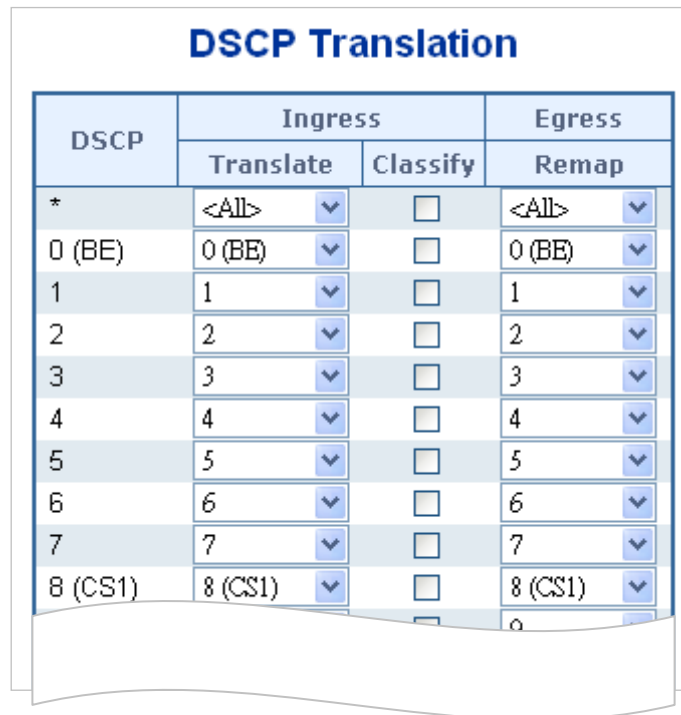 DSCP Translation
DSCP Ingress Egress
Translate Classify Remap
* <All> <All>
0 (BE) 0 (BE) 0 (BE)
1 1 1
2 2 2
3 3 3
4 4 4
5 5 5
6 6 6
7 7 7
8 (CS1) 8 (CS1) 8 (CS1)